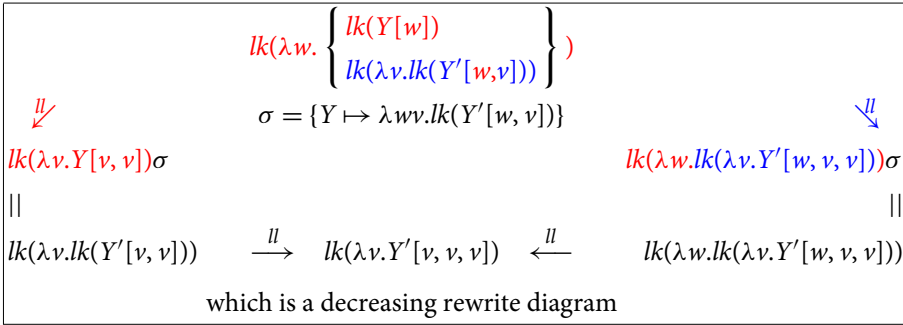 lk(λw. { lk(Y[w])
lk(λv.lk(Y′[w,v])) } )
ll
σ = {Y ↦ λwv.lk(Y′[w, v])}
ll
lk(λv.Y[v, v])σ
lk(λw.lk(λv.Y′[w, v, v]))σ
||
||
lk(λv.lk(Y′[v, v])) ⟶ll lk(λv.Y′[v, v, v]) ⟵ll lk(λw.lk(λv.Y′[w, v, v]))
which is a decreasing rewrite diagram